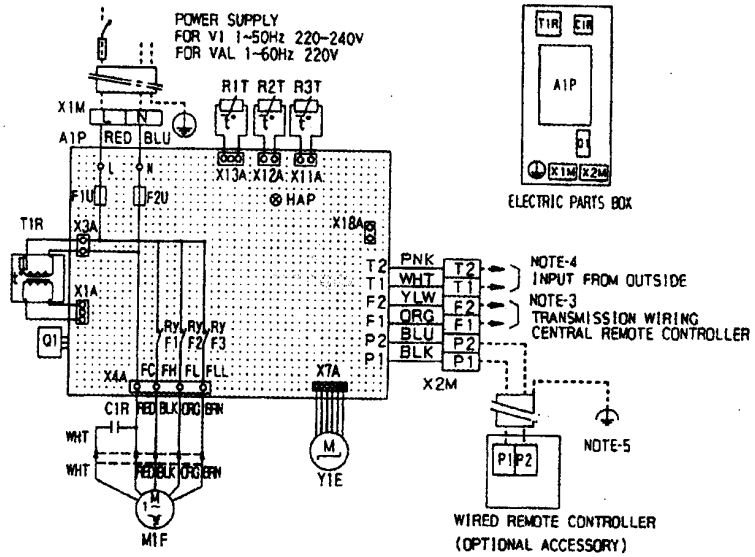 POWER SUPPLY
FOR V1 1~50Hz 220-240V
FOR VAL 1~60Hz 220V
X1M
L N
A1P RED BLU
R1T R2T R3T
t° t° t°
X13A X12A X11A
HAP
L N
F1U F2U
T1R
X3A
X18A
X1A
t°
Q1
Ry Ry Ry
F1 F2 F3
FC FH FL FLL
X4A
C1R RED BLK ORG BRN
WHT
WHT RED BLK ORG BRN
M
1~
M1F
X7A
M
Y1E
T2 PNK T2
T1 WHT T1
F2 YLW F2
F1 ORG F1
P2 BLU P2
P1 BLK P1
X2M
NOTE-4
INPUT FROM OUTSIDE
NOTE-3
TRANSMISSION WIRING
CENTRAL REMOTE CONTROLLER
NOTE-5
P1 P2
WIRED REMOTE CONTROLLER
(OPTIONAL ACCESSORY)
T1R C1R
A1P
Q1
X1M X2M
ELECTRIC PARTS BOX